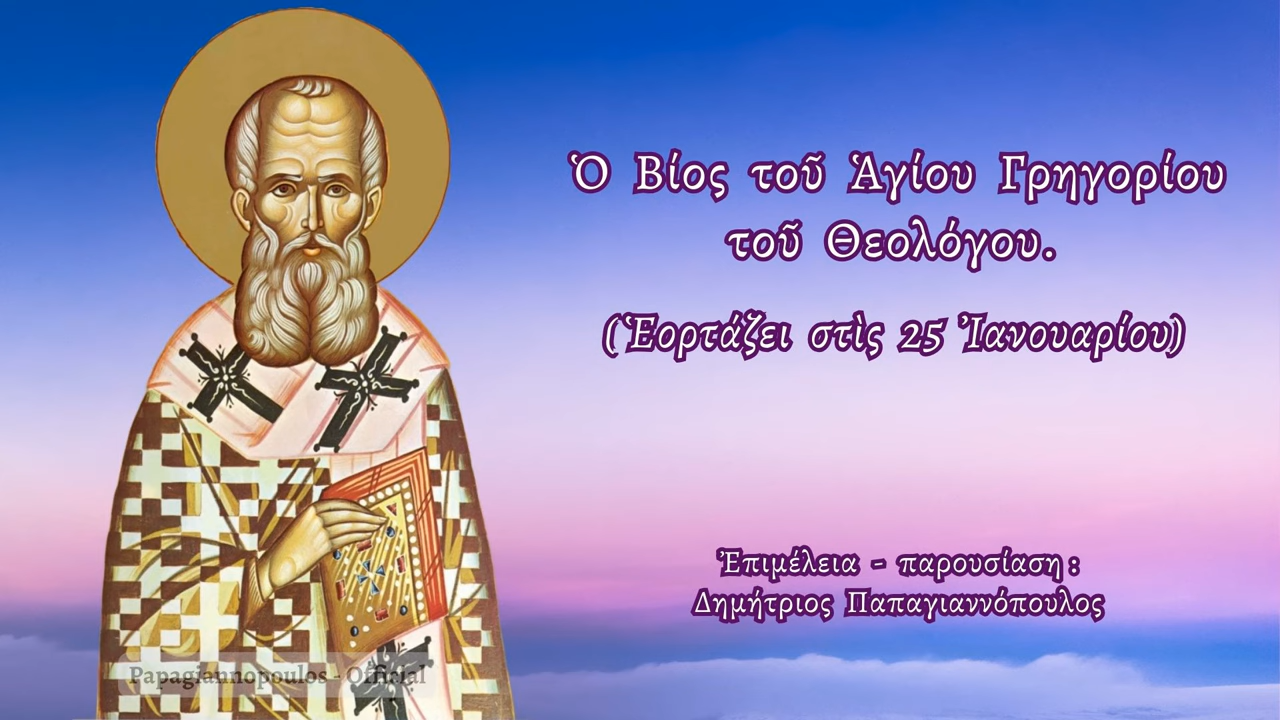 Ὁ Βίος τοῦ Ἁγίου Γρηγορίου
τοῦ Θεολόγου.
(Ἑορτάζει στὶς 25 Ἰανουαρίου)
Ἐπιμέλεια - παρουσίαση :
Δημήτριος Παπαγιαννόπουλος
Papagiannopoulos - Official